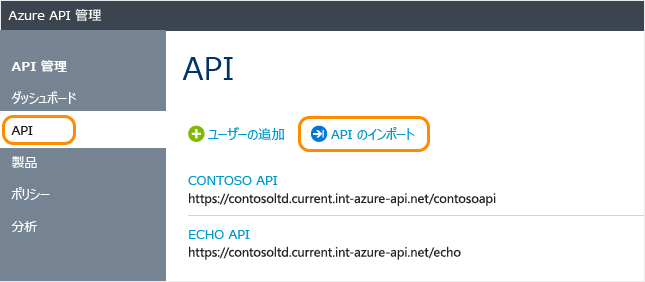 Azure API 管理
API 管理
ダッシュボード
API
製品
ポリシー
分析
API
ユーザーの追加
API のインポート
CONTOSO API
https://contosoltd.current.int-azure-api.net/contosoapi
ECHO API
https://contosoltd.current.int-azure-api.net/echo